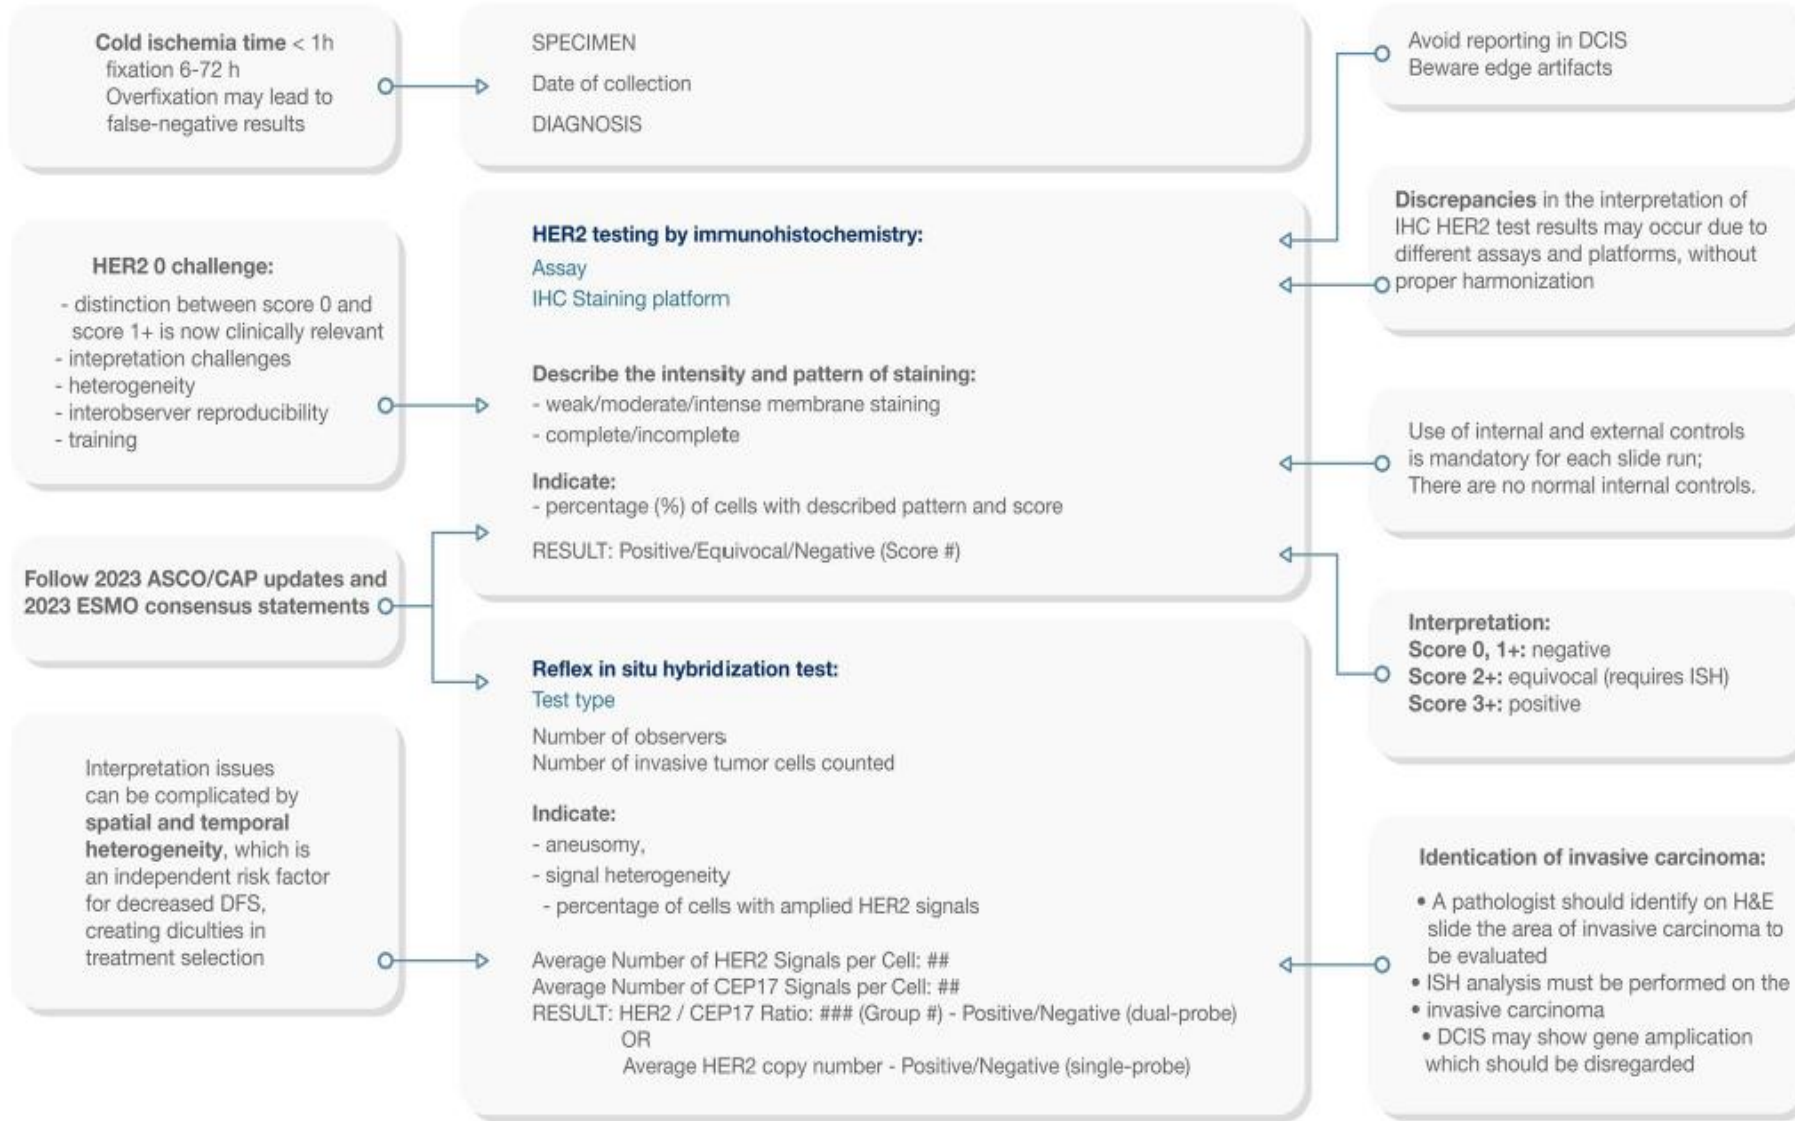 Cold ischemia time < 1h
fixation 6-72 h
Overfixation may lead to
false-negative results
SPECIMEN
Date of collection
DIAGNOSIS
Avoid reporting in DCIS
Beware edge artifacts
HER2 0 challenge:
- distinction between score 0 and
score 1+ is now clinically relevant
- intepretation challenges
- heterogeneity
- interobserver reproducibility
- training
HER2 testing by immunohistochemistry:
Assay
IHC Staining platform
Describe the intensity and pattern of staining:
- weak/moderate/intense membrane staining
- complete/incomplete
Indicate:
- percentage (%) of cells with described pattern and score
RESULT: Positive/Equivocal/Negative (Score #)
Discrepancies in the interpretation of
IHC HER2 test results may occur due to
different assays and platforms, without
proper harmonization
Use of internal and external controls
is mandatory for each slide run;
There are no normal internal controls.
Follow 2023 ASCO/CAP updates and
2023 ESMO consensus statements
Interpretation:
Score 0, 1+: negative
Score 2+: equivocal (requires ISH)
Score 3+: positive
Interpretation issues
can be complicated by
spatial and temporal
heterogeneity, which is
an independent risk factor
for decreased DFS,
creating diculties in
treatment selection
Reflex in situ hybridization test:
Test type
Number of observers
Number of invasive tumor cells counted
Indicate:
- aneusomy,
- signal heterogeneity
- percentage of cells with amplied HER2 signals
Average Number of HER2 Signals per Cell: ##
Average Number of CEP17 Signals per Cell: ##
RESULT: HER2 / CEP17 Ratio: ### (Group #) - Positive/Negative (dual-probe)
OR
Average HER2 copy number - Positive/Negative (single-probe)
Identication of invasive carcinoma:
• A pathologist should identify on H&E
slide the area of invasive carcinoma to
be evaluated
• ISH analysis must be performed on the
• invasive carcinoma
• DCIS may show gene amplication
which should be disregarded